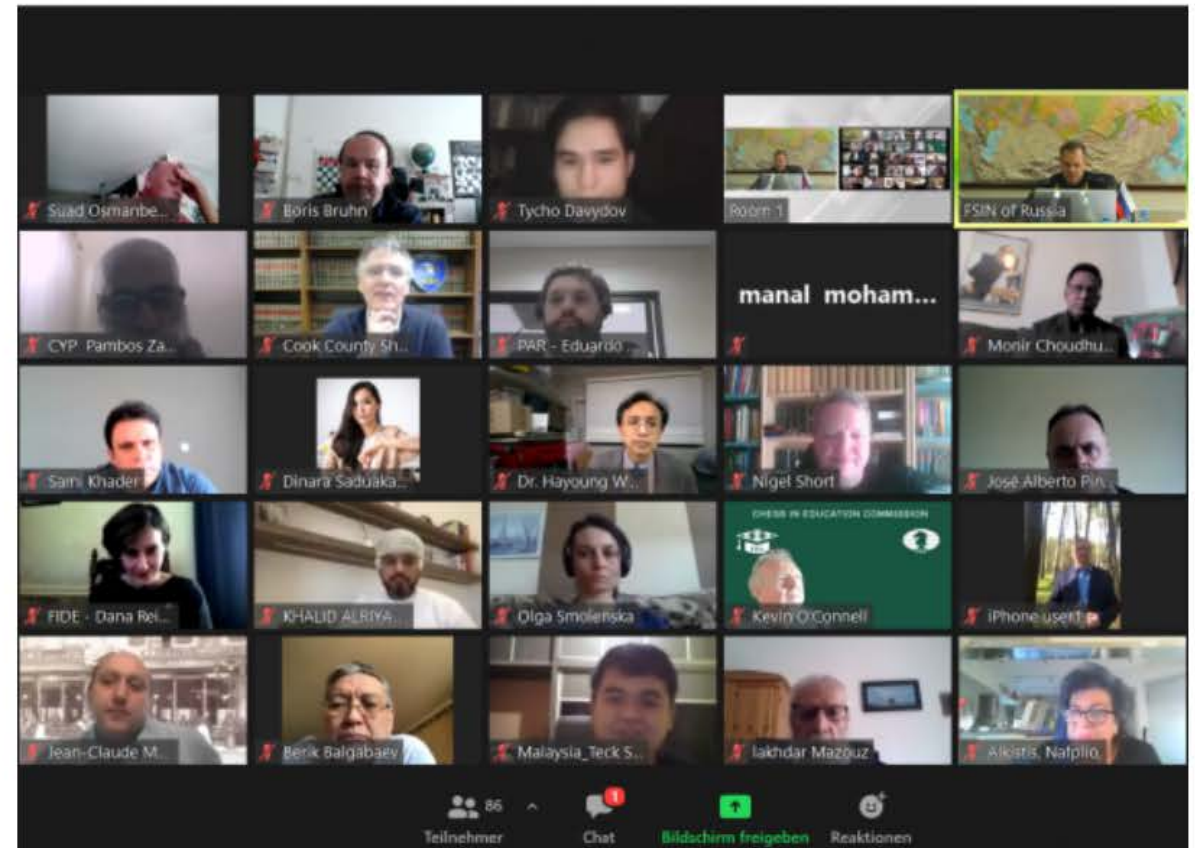 Suad Osmanbe...
Boris Bruhn
Tycho Davydov
Room 1
FSIN of Russia
CYP Pambos Za...
Cook County Sh...
PAR - Eduardo
manal moham...
Monir Choudhu...
Sami Khader
Dinara Saduaka...
Dr. Hayoung W...
Nigel Short
José Alberto Pin...
CHESS IN EDUCATION COMMISSION
FIDE - Dana Rei...
KHALID ALRIYA...
Olga Smolenska
Kevin O'Connell
iPhone user1
Jean-Claude M...
Berik Balgabaev
Malaysia_Teck S...
lakhdar Mazouz
Alkistis, Nafplio,
86
1
Teilnehmer
Chat
Bildschirm freigeben
Reaktionen